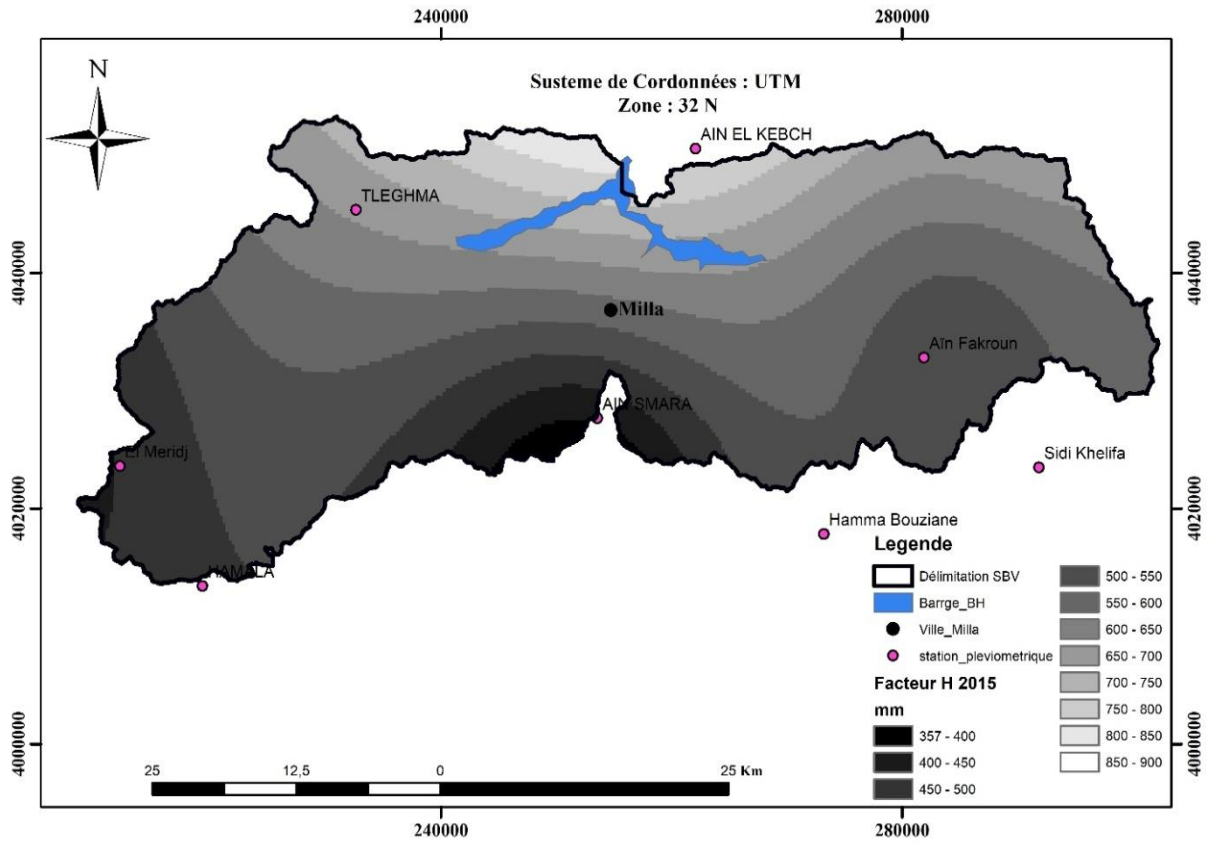 240000
280000
N
Susteme de Cordonnées : UTM
Zone : 32 N
AIN EL KEBCH
TLEGHMA
4040000
4040000
Milla
Aïn Fakroun
AIN SMARA
El Meridj
Sidi Khelifa
4020000
4020000
Hamma Bouziane
HAMALA
Legende
Délimitation SBV
Barrge_BH
Ville_Milla
station_pleviometrique
Facteur H 2015
mm
357 - 400
400 - 450
450 - 500
500 - 550
550 - 600
600 - 650
650 - 700
700 - 750
750 - 800
800 - 850
850 - 900
4000000
4000000
25 12,5 0 25 Km
240000
280000